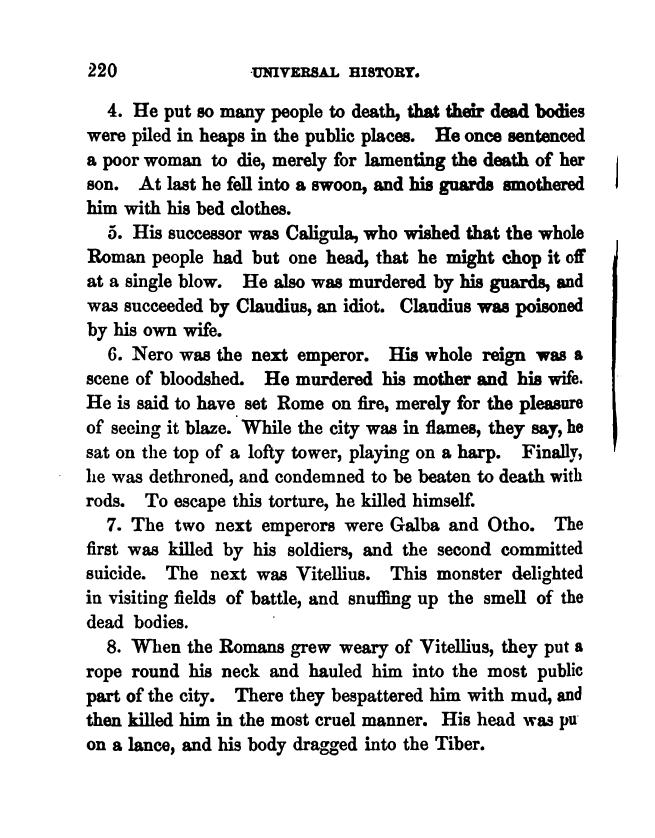 220 UNIVERSAL HISTORY.
4. He put so many people to death, that their dead bodies
were piled in heaps in the public places. He once sentenced
a poor woman to die, merely for lamenting the death of her
son. At last he fell into a swoon, and his guards smothered
him with his bed clothes.
5. His successor was Caligula, who wished that the whole
Roman people had but one head, that he might chop it off
at a single blow. He also was murdered by his guards, and
was succeeded by Claudius, an idiot. Claudius was poisoned
by his own wife.
6. Nero was the next emperor. His whole reign was a
scene of bloodshed. He murdered his mother and his wife.
He is said to have set Rome on fire, merely for the pleasure
of seeing it blaze. While the city was in flames, they say, he
sat on the top of a lofty tower, playing on a harp. Finally,
he was dethroned, and condemned to be beaten to death with
rods. To escape this torture, he killed himself.
7. The two next emperors were Galba and Otho. The
first was killed by his soldiers, and the second committed
suicide. The next was Vitellius. This monster delighted
in visiting fields of battle, and snuffing up the smell of the
dead bodies.
8. When the Romans grew weary of Vitellius, they put a
rope round his neck and hauled him into the most public
part of the city. There they bespattered him with mud, and
then killed him in the most cruel manner. His head was pu
on a lance, and his body dragged into the Tiber.